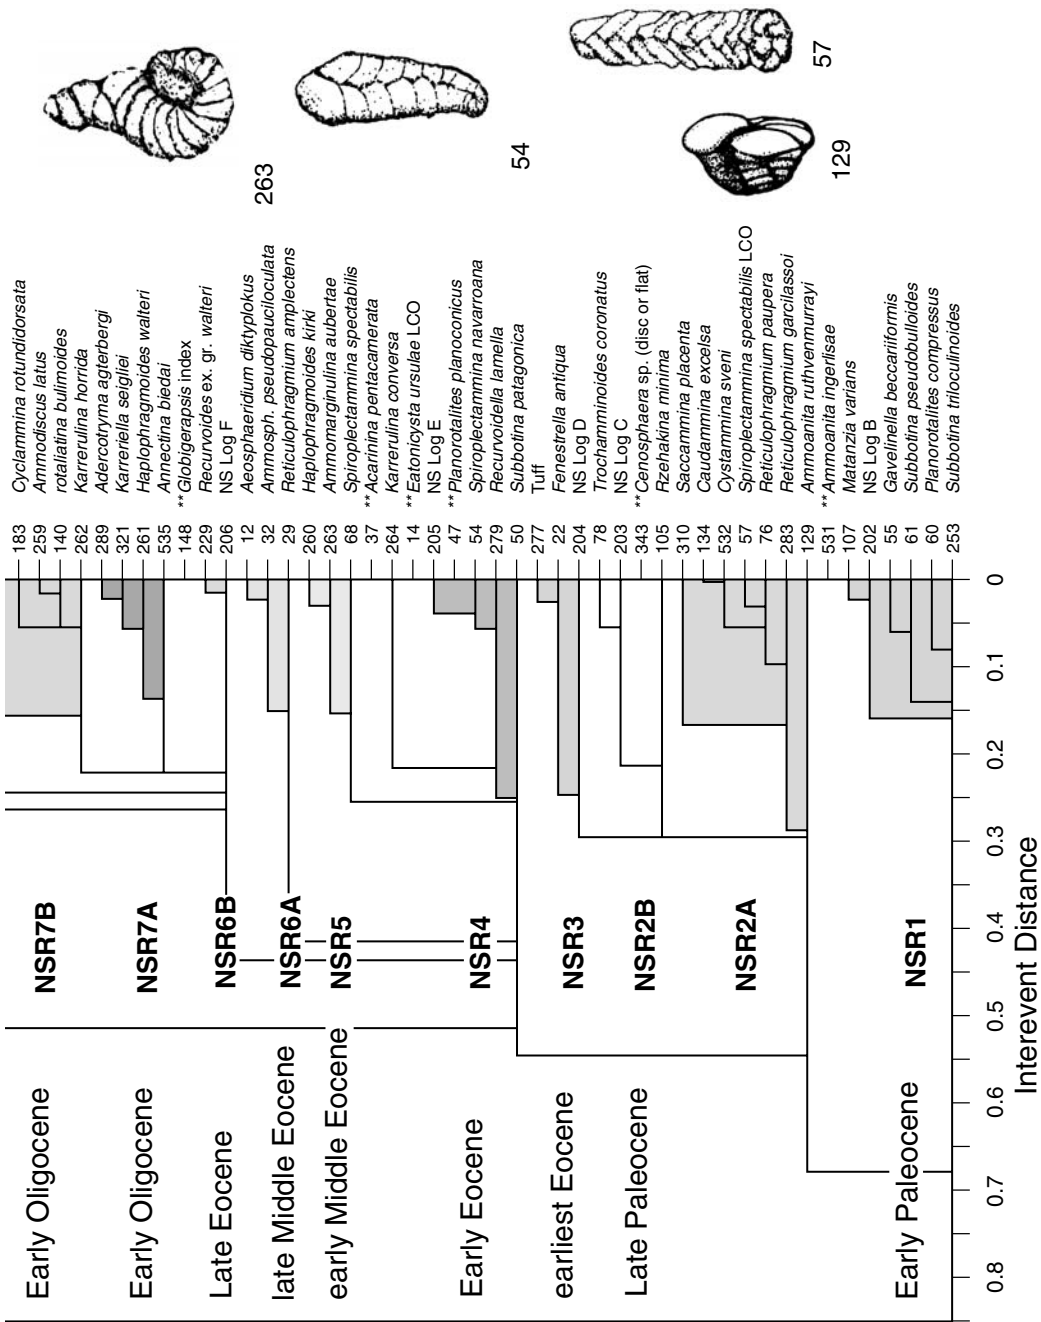 263
54
57
129
183 Cyclammina rotundidorsata
259 Ammodiscus latus
140 rotaliatina bulimoides
262 Karrerulina horrida
289 Adercotryma agterbergi
321 Karreriella seigliei
261 Haplophragmoides walteri
535 Annectina biedai
148 **Globigerapsis index
229 Recurvoides ex. gr. walteri
206 NS Log F
12 Aeosphaeridium diktyplokus
32 Ammosph. pseudopauciloculata
29 Reticulophragmium amplectens
260 Haplophragmoides kirki
263 Ammomarginulina aubertae
68 Spiroplectammina spectabilis
37 **Acarinina pentacamerata
264 Karrerulina conversa
14 **Eatonicysta ursulae LCO
205 NS Log E
47 **Planorotalites planoconicus
54 Spiroplectammina navarroana
279 Recurvoidella lamella
50 Subbotina patagonica
277 Tuff
22 Fenestrella antiqua
204 NS Log D
78 Trochamminoides coronatus
203 NS Log C
343 **Cenosphaera sp. (disc or flat)
105 Rzehakina minima
310 Saccammina placenta
134 Caudammina excelsa
532 Cystammina sveni
57 Spiroplectammina spectabilis LCO
76 Reticulophragmium paupera
283 Reticulophragmium garcilassoi
129 Ammoanita ruthvenmurrayi
531 **Ammoanita ingerlisae
107 Matanzia varians
202 NS Log B
55 Gavelinella beccariiformis
61 Subbotina pseudobulloides
60 Planorotalites compressus
253 Subbotina triloculinoides
NSR7B
NSR7A
NSR6B
NSR6A
NSR5
NSR4
NSR3
NSR2B
NSR2A
NSR1
Early Oligocene
Early Oligocene
Late Eocene
late Middle Eocene
early Middle Eocene
Early Eocene
earliest Eocene
Late Paleocene
Early Paleocene
0
0.1
0.2
0.3
0.4
0.5
0.6
0.7
0.8
Interevent Distance